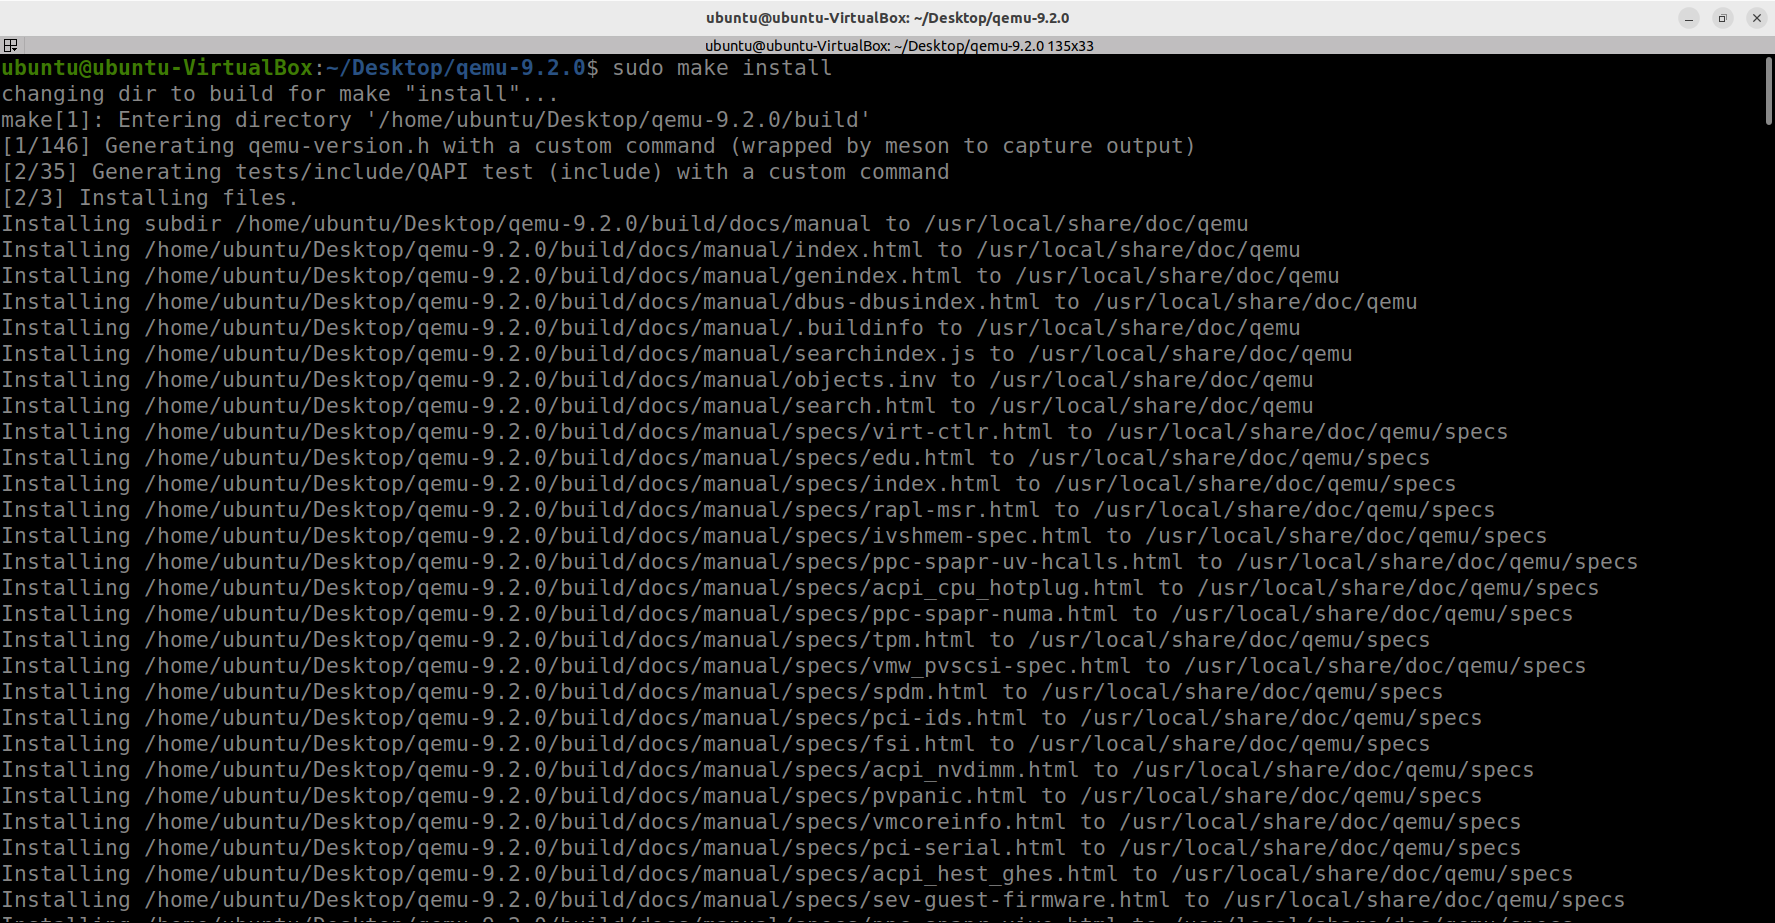 ubuntu@ubuntu-VirtualBox: ~/Desktop/qemu-9.2.0
ubuntu@ubuntu-VirtualBox: ~/Desktop/qemu-9.2.0 135x33
ubuntu@ubuntu-VirtualBox:~/Desktop/qemu-9.2.0$ sudo make install
changing dir to build for make "install"...
make[1]: Entering directory '/home/ubuntu/Desktop/qemu-9.2.0/build'
[1/146] Generating qemu-version.h with a custom command (wrapped by meson to capture output)
[2/35] Generating tests/include/QAPI test (include) with a custom command
[2/3] Installing files.
Installing subdir /home/ubuntu/Desktop/qemu-9.2.0/build/docs/manual to /usr/local/share/doc/qemu
Installing /home/ubuntu/Desktop/qemu-9.2.0/build/docs/manual/index.html to /usr/local/share/doc/qemu
Installing /home/ubuntu/Desktop/qemu-9.2.0/build/docs/manual/genindex.html to /usr/local/share/doc/qemu
Installing /home/ubuntu/Desktop/qemu-9.2.0/build/docs/manual/dbus-dbusindex.html to /usr/local/share/doc/qemu
Installing /home/ubuntu/Desktop/qemu-9.2.0/build/docs/manual/.buildinfo to /usr/local/share/doc/qemu
Installing /home/ubuntu/Desktop/qemu-9.2.0/build/docs/manual/searchindex.js to /usr/local/share/doc/qemu
Installing /home/ubuntu/Desktop/qemu-9.2.0/build/docs/manual/objects.inv to /usr/local/share/doc/qemu
Installing /home/ubuntu/Desktop/qemu-9.2.0/build/docs/manual/search.html to /usr/local/share/doc/qemu
Installing /home/ubuntu/Desktop/qemu-9.2.0/build/docs/manual/specs/virt-ctlr.html to /usr/local/share/doc/qemu/specs
Installing /home/ubuntu/Desktop/qemu-9.2.0/build/docs/manual/specs/edu.html to /usr/local/share/doc/qemu/specs
Installing /home/ubuntu/Desktop/qemu-9.2.0/build/docs/manual/specs/index.html to /usr/local/share/doc/qemu/specs
Installing /home/ubuntu/Desktop/qemu-9.2.0/build/docs/manual/specs/rapl-msr.html to /usr/local/share/doc/qemu/specs
Installing /home/ubuntu/Desktop/qemu-9.2.0/build/docs/manual/specs/ivshmem-spec.html to /usr/local/share/doc/qemu/specs
Installing /home/ubuntu/Desktop/qemu-9.2.0/build/docs/manual/specs/ppc-spapr-uv-hcalls.html to /usr/local/share/doc/qemu/specs
Installing /home/ubuntu/Desktop/qemu-9.2.0/build/docs/manual/specs/acpi_cpu_hotplug.html to /usr/local/share/doc/qemu/specs
Installing /home/ubuntu/Desktop/qemu-9.2.0/build/docs/manual/specs/ppc-spapr-numa.html to /usr/local/share/doc/qemu/specs
Installing /home/ubuntu/Desktop/qemu-9.2.0/build/docs/manual/specs/tpm.html to /usr/local/share/doc/qemu/specs
Installing /home/ubuntu/Desktop/qemu-9.2.0/build/docs/manual/specs/vmw_pvscsi-spec.html to /usr/local/share/doc/qemu/specs
Installing /home/ubuntu/Desktop/qemu-9.2.0/build/docs/manual/specs/spdm.html to /usr/local/share/doc/qemu/specs
Installing /home/ubuntu/Desktop/qemu-9.2.0/build/docs/manual/specs/pci-ids.html to /usr/local/share/doc/qemu/specs
Installing /home/ubuntu/Desktop/qemu-9.2.0/build/docs/manual/specs/fsi.html to /usr/local/share/doc/qemu/specs
Installing /home/ubuntu/Desktop/qemu-9.2.0/build/docs/manual/specs/acpi_nvdimm.html to /usr/local/share/doc/qemu/specs
Installing /home/ubuntu/Desktop/qemu-9.2.0/build/docs/manual/specs/pvpanic.html to /usr/local/share/doc/qemu/specs
Installing /home/ubuntu/Desktop/qemu-9.2.0/build/docs/manual/specs/vmcoreinfo.html to /usr/local/share/doc/qemu/specs
Installing /home/ubuntu/Desktop/qemu-9.2.0/build/docs/manual/specs/pci-serial.html to /usr/local/share/doc/qemu/specs
Installing /home/ubuntu/Desktop/qemu-9.2.0/build/docs/manual/specs/acpi_hest_ghes.html to /usr/local/share/doc/qemu/specs
Installing /home/ubuntu/Desktop/qemu-9.2.0/build/docs/manual/specs/sev-guest-firmware.html to /usr/local/share/doc/qemu/specs